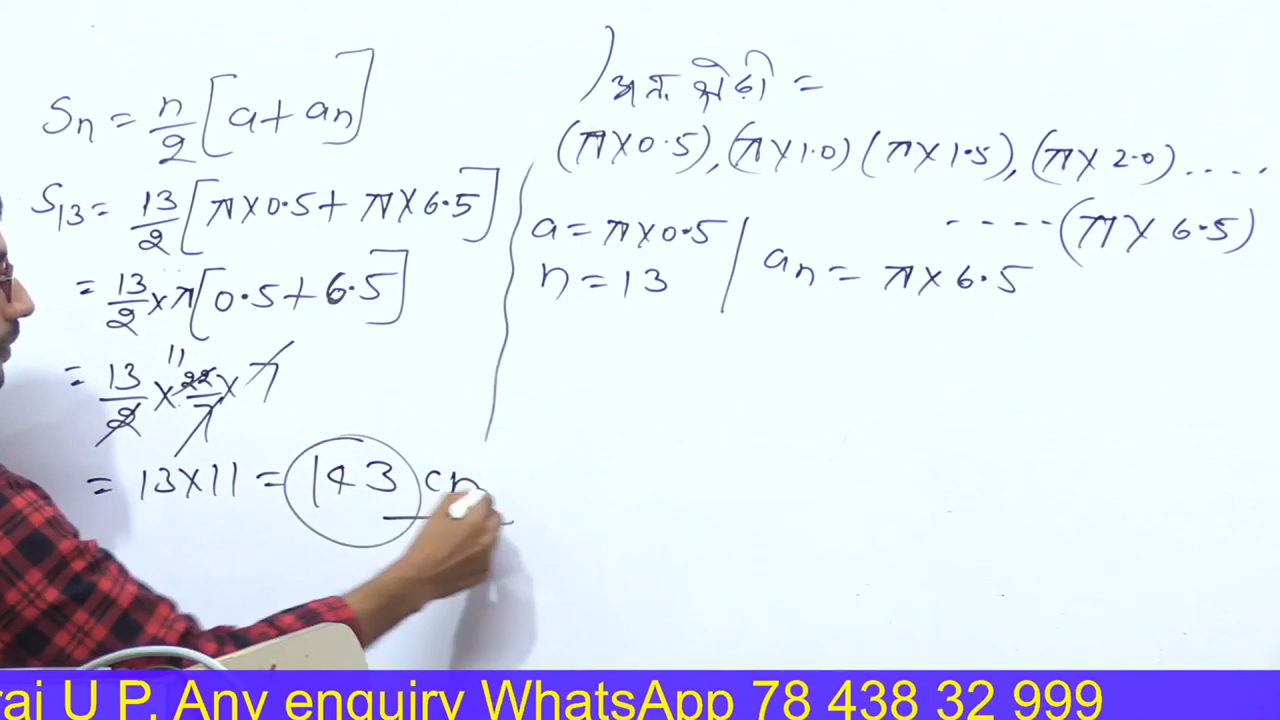 Sn = n/2 [a + an]
S13 = 13/2 [π×0.5 + π×6.5]
= 13/2 × π[0.5 + 6.5]
= 13/2 × 22/7 × 7
11
= 13×11 = 143 cm
श्रेढ़ी =
(π×0.5), (π×1.0) (π×1.5), (π×2.0) ....
---- (π×6.5)
a = π×0.5
n = 13
an = π×6.5
raj U P. Any enquiry WhatsApp 78 438 32 999